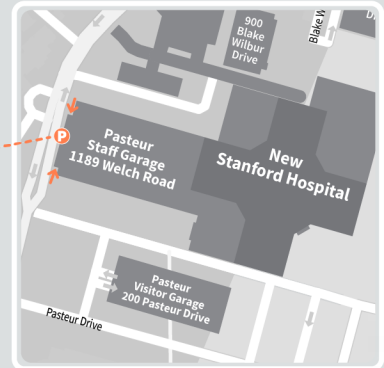 900
Blake
Wilbur
Drive
Blake W
D
P
Pasteur
Staff Garage
1189 Welch Road
New
Stanford Hospital
Pasteur
Visitor Garage
200 Pasteur Drive
Pasteur Drive